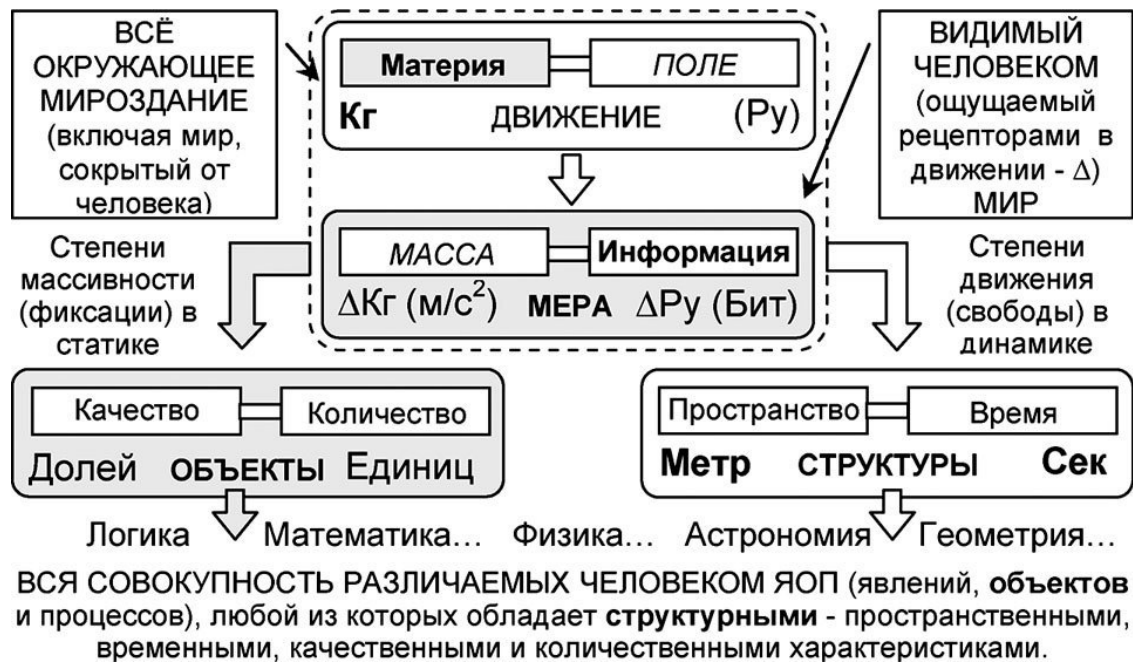 ВСЁ
ОКРУЖАЮЩЕЕ
МИРОЗДАНИЕ
(включая мир,
сокрытый от
человека)
Материя
ПОЛЕ
Кг ДВИЖЕНИЕ (Ру)
ВИДИМЫЙ
ЧЕЛОВЕКОМ
(ощущаемый
рецепторами в
движении - Δ)
МИР
Степени
массивности
(фиксации) в
статике
МАССА
Информация
ΔКг (м/с²) МЕРА ΔРу (Бит)
Степени
движения
(свободы) в
динамике
Качество
Количество
Долей ОБЪЕКТЫ Единиц
Пространство
Время
Метр СТРУКТУРЫ Сек
Логика Математика… Физика… Астрономия Геометрия…
ВСЯ СОВОКУПНОСТЬ РАЗЛИЧАЕМЫХ ЧЕЛОВЕКОМ ЯОП (явлений, объектов
и процессов), любой из которых обладает структурными - пространственными,
временными, качественными и количественными характеристиками.